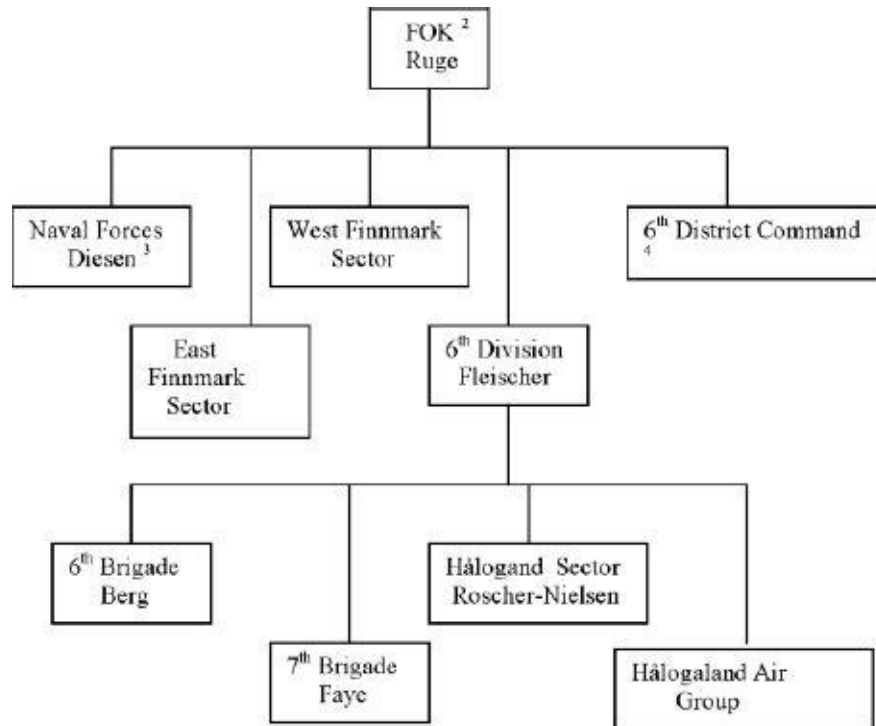 FOK 2
Ruge
Naval Forces
Diesen 3
West Finnmark
Sector
6th District Command
4
East
Finnmark
Sector
6th Division
Fleischer
6th Brigade
Berg
Hålogand Sector
Roscher-Nielsen
7th Brigade
Faye
Hålogaland Air
Group